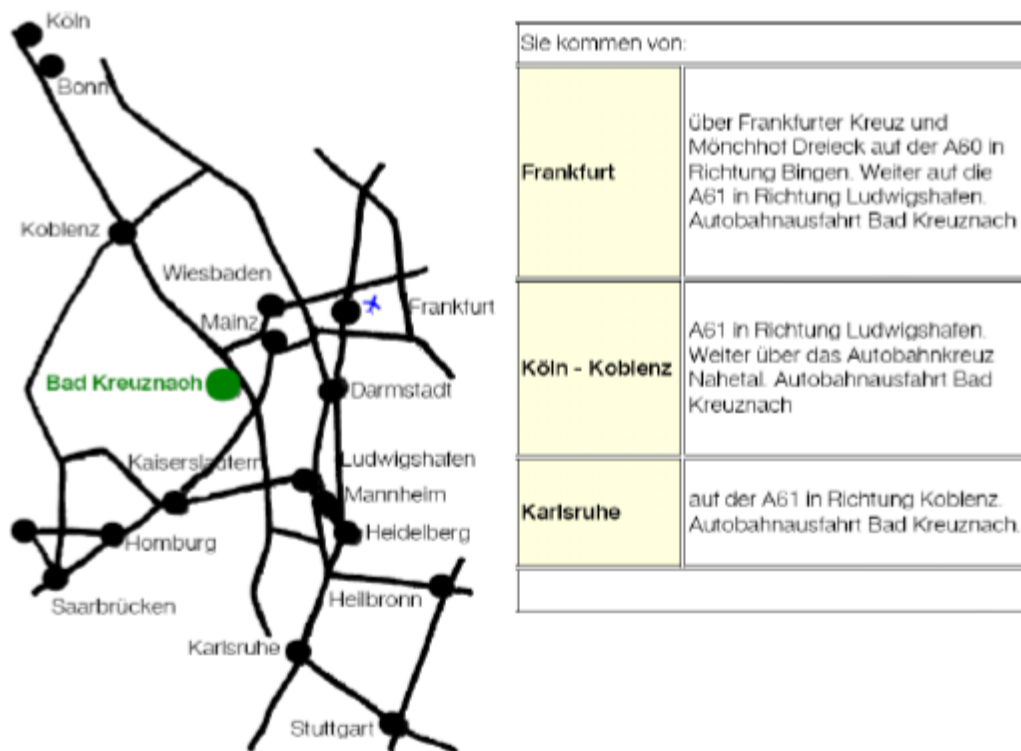 Köln
Bonn
Koblenz
Wiesbaden
Mainz
Frankfurt
Bad Kreuznach
Darmstadt
Kaiserslautern
Ludwigshafen
Mannheim
Heidelberg
Homburg
Saarbrücken
Heilbronn
Karlsruhe
Stuttgart
Sie kommen von:
Frankfurt
über Frankfurter Kreuz und
Mönchhof Dreieck auf der A60 in
Richtung Bingen. Weiter auf die
A61 in Richtung Ludwigshafen.
Autobahnausfahrt Bad Kreuznach
Köln - Koblenz
A61 in Richtung Ludwigshafen.
Weiter über das Autobahnkreuz
Nahetal. Autobahnausfahrt Bad
Kreuznach
Karlsruhe
auf der A61 in Richtung Koblenz.
Autobahnausfahrt Bad Kreuznach.